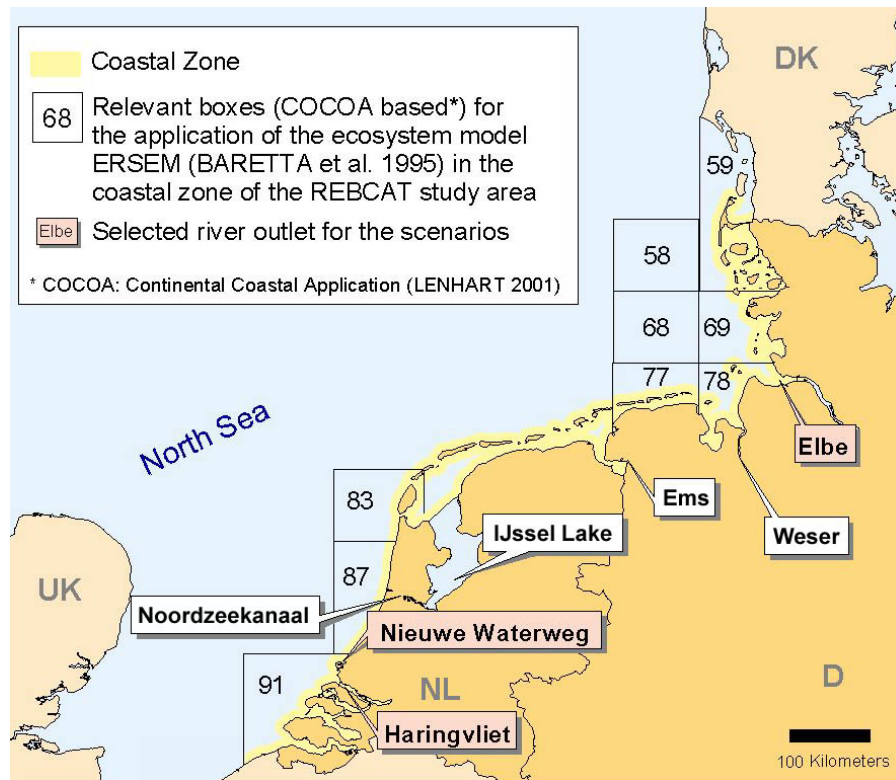 Coastal Zone
68
Relevant boxes (COCOA based*) for
the application of the ecosystem model
ERSEM (BARETTA et al. 1995) in the
coastal zone of the REBCAT study area
Elbe
Selected river outlet for the scenarios
* COCOA: Continental Coastal Application (LENHART 2001)
DK
59
58
68
69
77
78
North Sea
Elbe
Ems
Weser
83
IJssel Lake
87
UK
Noordzeekanaal
Nieuwe Waterweg
91
NL
D
Haringvliet
100 Kilometers